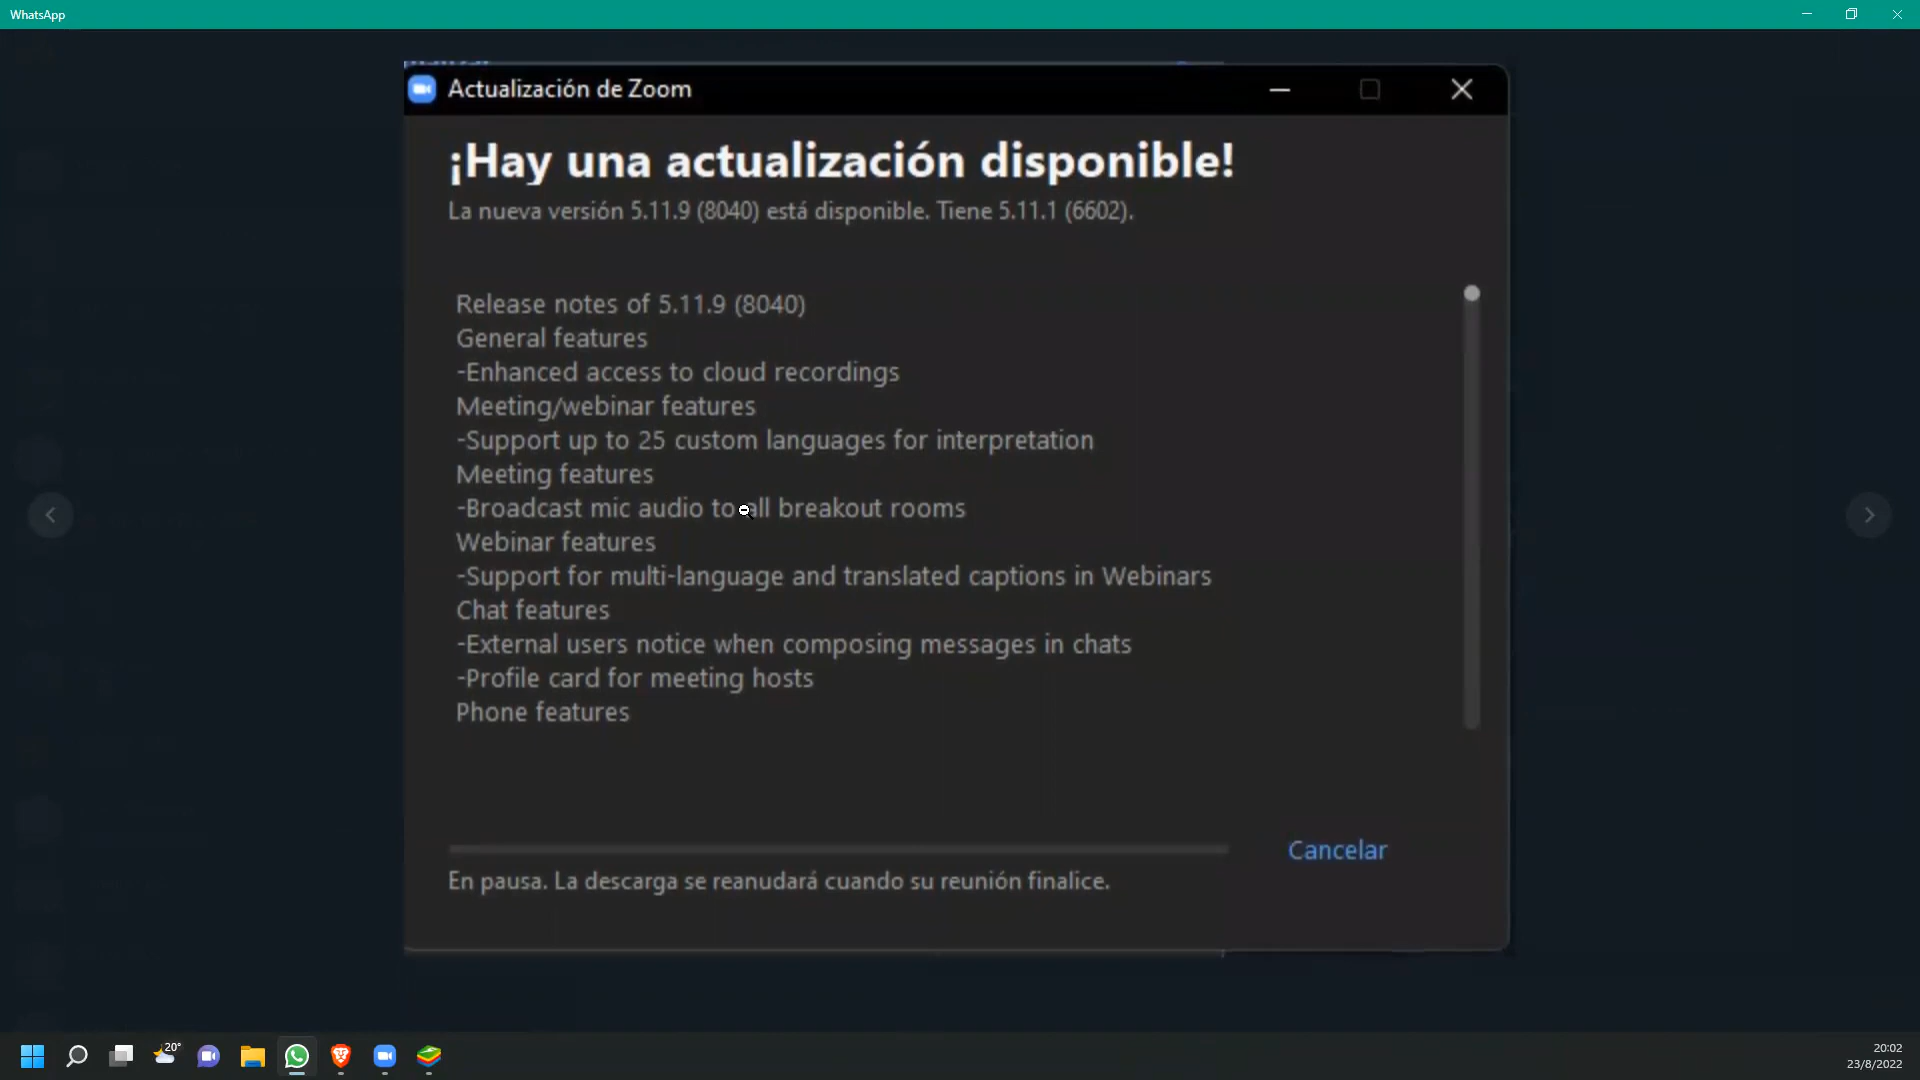 WhatsApp
Actualización de Zoom
¡Hay una actualización disponible!
La nueva versión 5.11.9 (8040) está disponible. Tiene 5.11.1 (6602).
Release notes of 5.11.9 (8040)
General features
-Enhanced access to cloud recordings
Meeting/webinar features
-Support up to 25 custom languages for interpretation
Meeting features
-Broadcast mic audio to all breakout rooms
Webinar features
-Support for multi-language and translated captions in Webinars
Chat features
-External users notice when composing messages in chats
-Profile card for meeting hosts
Phone features
Cancelar
En pausa. La descarga se reanudará cuando su reunión finalice.
20°
20:02
23/8/2022